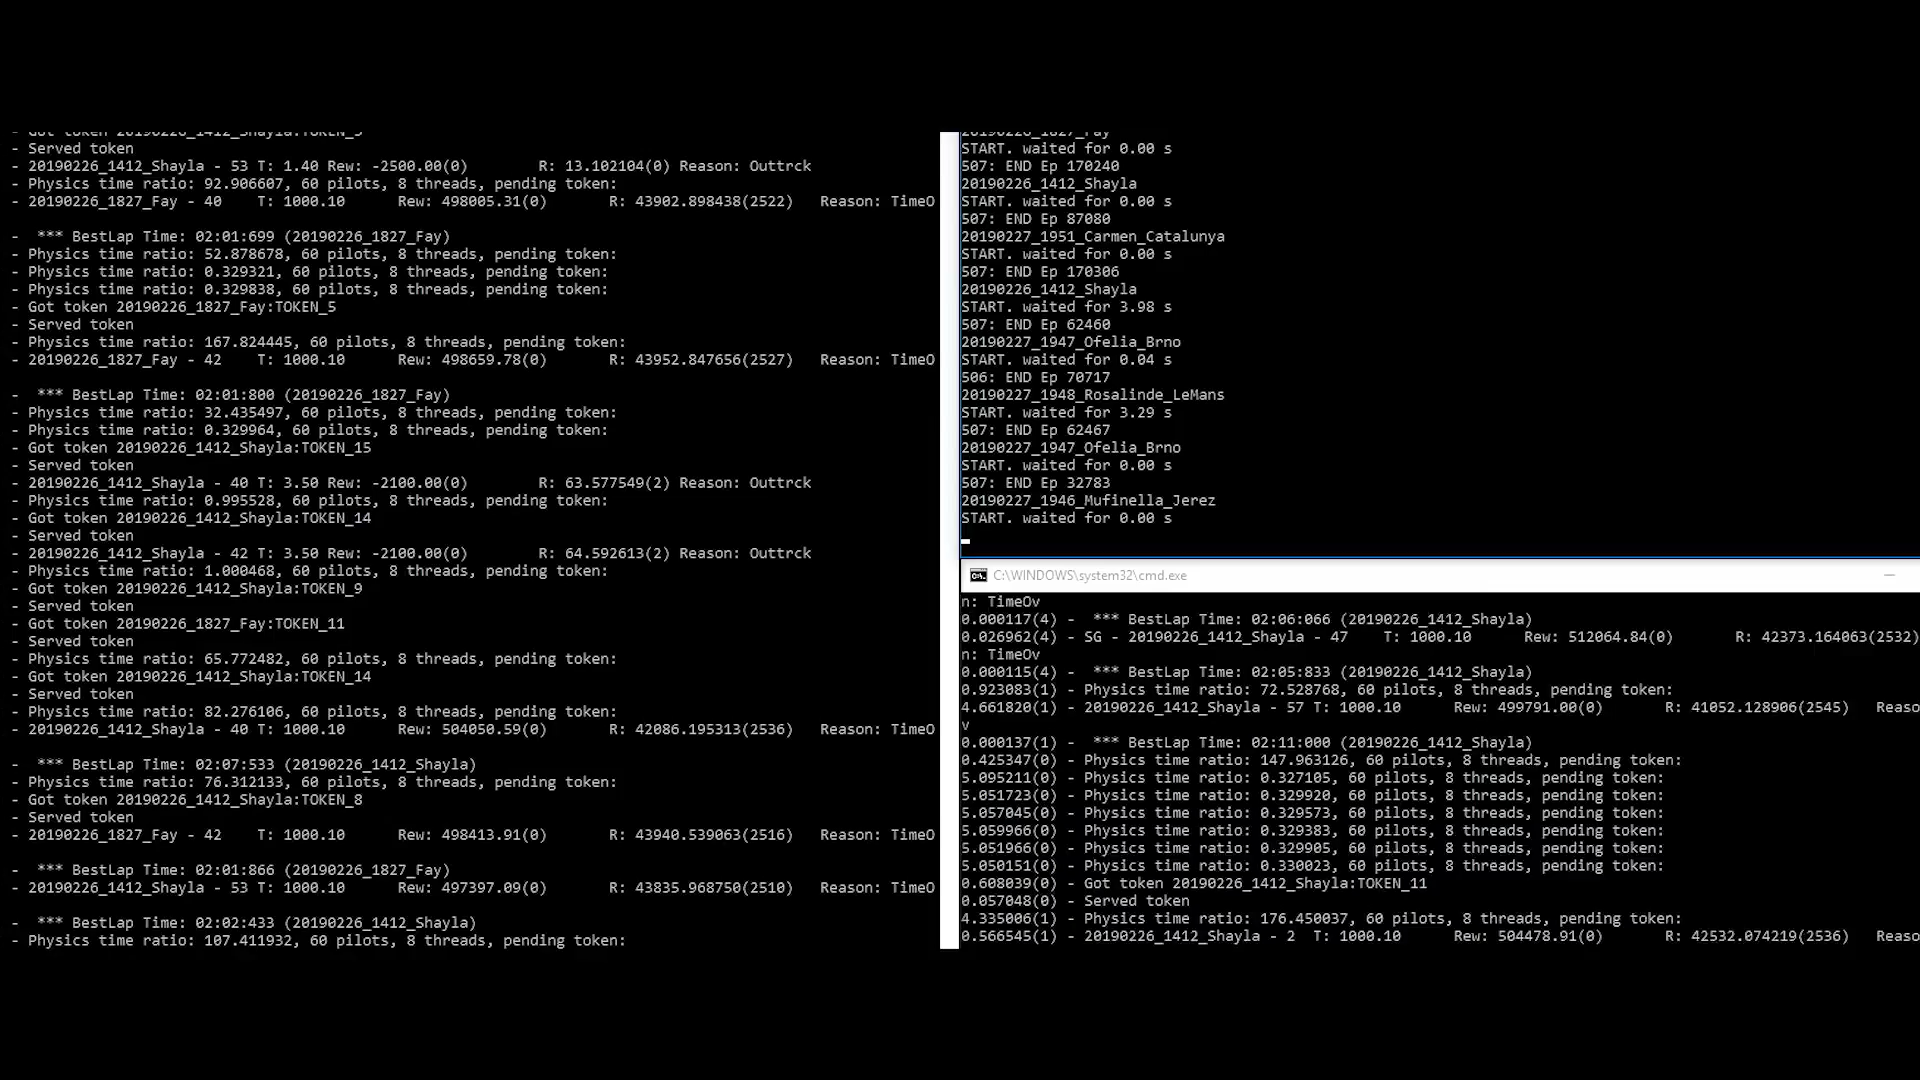 - Got token 20190226_1412_Shayla:TOKEN_5
- Served token
- 20190226_1412_Shayla - 53 T: 1.40 Rew: -2500.00(0) R: 13.102104(0) Reason: Outtrck
- Physics time ratio: 92.906607, 60 pilots, 8 threads, pending token:
- 20190226_1827_Fay - 40 T: 1000.10 Rew: 498005.31(0) R: 43902.898438(2522) Reason: TimeO
- *** BestLap Time: 02:01:699 (20190226_1827_Fay)
- Physics time ratio: 52.878678, 60 pilots, 8 threads, pending token:
- Physics time ratio: 0.329321, 60 pilots, 8 threads, pending token:
- Physics time ratio: 0.329838, 60 pilots, 8 threads, pending token:
- Got token 20190226_1827_Fay:TOKEN_5
- Served token
- Physics time ratio: 167.824445, 60 pilots, 8 threads, pending token:
- 20190226_1827_Fay - 42 T: 1000.10 Rew: 498659.78(0) R: 43952.847656(2527) Reason: TimeO
- *** BestLap Time: 02:01:800 (20190226_1827_Fay)
- Physics time ratio: 32.435497, 60 pilots, 8 threads, pending token:
- Physics time ratio: 0.329964, 60 pilots, 8 threads, pending token:
- Got token 20190226_1412_Shayla:TOKEN_15
- Served token
- 20190226_1412_Shayla - 40 T: 3.50 Rew: -2100.00(0) R: 63.577549(2) Reason: Outtrck
- Physics time ratio: 0.995528, 60 pilots, 8 threads, pending token:
- Got token 20190226_1412_Shayla:TOKEN_14
- Served token
- 20190226_1412_Shayla - 42 T: 3.50 Rew: -2100.00(0) R: 64.592613(2) Reason: Outtrck
- Physics time ratio: 1.000468, 60 pilots, 8 threads, pending token:
- Got token 20190226_1412_Shayla:TOKEN_9
- Served token
- Got token 20190226_1827_Fay:TOKEN_11
- Served token
- Physics time ratio: 65.772482, 60 pilots, 8 threads, pending token:
- Got token 20190226_1412_Shayla:TOKEN_14
- Served token
- Physics time ratio: 82.276106, 60 pilots, 8 threads, pending token:
- 20190226_1412_Shayla - 40 T: 1000.10 Rew: 504050.59(0) R: 42086.195313(2536) Reason: TimeO
- *** BestLap Time: 02:07:533 (20190226_1412_Shayla)
- Physics time ratio: 76.312133, 60 pilots, 8 threads, pending token:
- Got token 20190226_1412_Shayla:TOKEN_8
- Served token
- 20190226_1827_Fay - 42 T: 1000.10 Rew: 498413.91(0) R: 43940.539063(2516) Reason: TimeO
- *** BestLap Time: 02:01:866 (20190226_1827_Fay)
- 20190226_1412_Shayla - 53 T: 1000.10 Rew: 497397.09(0) R: 43835.968750(2510) Reason: TimeO
- *** BestLap Time: 02:02:433 (20190226_1412_Shayla)
- Physics time ratio: 107.411932, 60 pilots, 8 threads, pending token:
20190226_1827_Fay
START. waited for 0.00 s
507: END Ep 170240
20190226_1412_Shayla
START. waited for 0.00 s
507: END Ep 87080
20190227_1951_Carmen_Catalunya
START. waited for 0.00 s
507: END Ep 170306
20190226_1412_Shayla
START. waited for 3.98 s
507: END Ep 62460
20190227_1947_Ofelia_Brno
START. waited for 0.04 s
506: END Ep 70717
20190227_1948_Rosalinde_LeMans
START. waited for 3.29 s
507: END Ep 62467
20190227_1947_Ofelia_Brno
START. waited for 0.00 s
507: END Ep 32783
20190227_1946_Mufinella_Jerez
START. waited for 0.00 s
C:\WINDOWS\system32\cmd.exe
n: TimeOv
0.000117(4) - *** BestLap Time: 02:06:066 (20190226_1412_Shayla)
0.026962(4) - SG - 20190226_1412_Shayla - 47 T: 1000.10 Rew: 512064.84(0) R: 42373.164063(2532)
n: TimeOv
0.000115(4) - *** BestLap Time: 02:05:833 (20190226_1412_Shayla)
0.923083(1) - Physics time ratio: 72.528768, 60 pilots, 8 threads, pending token:
4.661820(1) - 20190226_1412_Shayla - 57 T: 1000.10 Rew: 499791.00(0) R: 41052.128906(2545) Reaso
v
0.000137(1) - *** BestLap Time: 02:11:000 (20190226_1412_Shayla)
0.425347(0) - Physics time ratio: 147.963126, 60 pilots, 8 threads, pending token:
5.095211(0) - Physics time ratio: 0.327105, 60 pilots, 8 threads, pending token:
5.051723(0) - Physics time ratio: 0.329920, 60 pilots, 8 threads, pending token:
5.057045(0) - Physics time ratio: 0.329573, 60 pilots, 8 threads, pending token:
5.059966(0) - Physics time ratio: 0.329383, 60 pilots, 8 threads, pending token:
5.051966(0) - Physics time ratio: 0.329905, 60 pilots, 8 threads, pending token:
5.050151(0) - Physics time ratio: 0.330023, 60 pilots, 8 threads, pending token:
0.608039(0) - Got token 20190226_1412_Shayla:TOKEN_11
0.057048(0) - Served token
4.335006(1) - Physics time ratio: 176.450037, 60 pilots, 8 threads, pending token:
0.566545(1) - 20190226_1412_Shayla - 2 T: 1000.10 Rew: 504478.91(0) R: 42532.074219(2536) Reaso